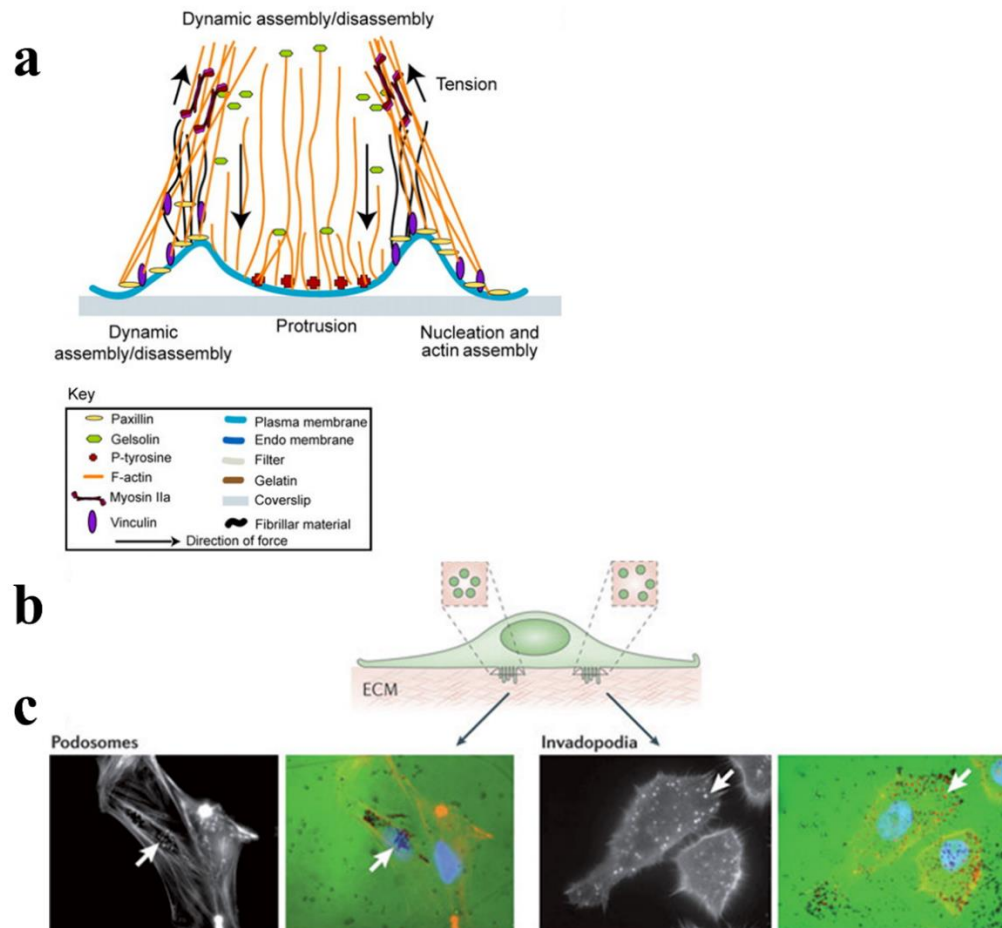 a
Dynamic assembly/disassembly
Tension
Dynamic
assembly/disassembly
Protrusion
Nucleation and
actin assembly
Key
Paxillin
Gelsolin
P-tyrosine
F-actin
Myosin IIa
Vinculin
Direction of force
Plasma membrane
Endo membrane
Filter
Gelatin
Coverslip
Fibrillar material
b
ECM
c
Podosomes
Invadopodia